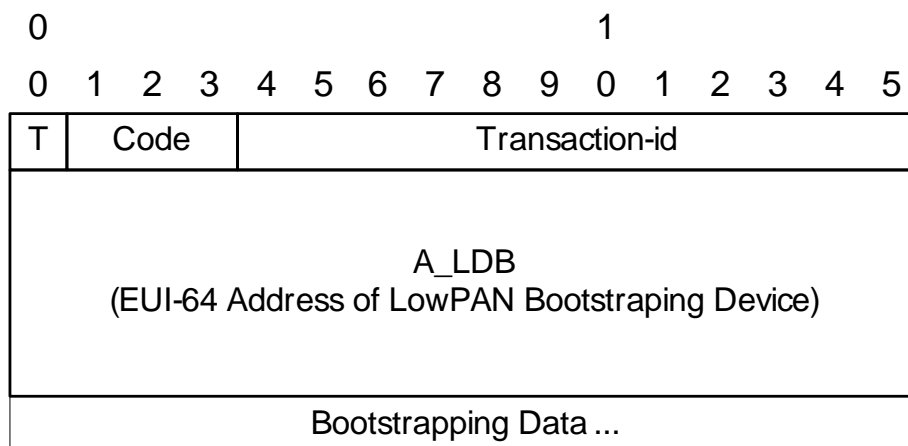 0 1
0 1 2 3 4 5 6 7 8 9 0 1 2 3 4 5
T Code Transaction-id
A_LDB
(EUI-64 Address of LowPAN Bootstraping Device)
Bootstrapping Data ...